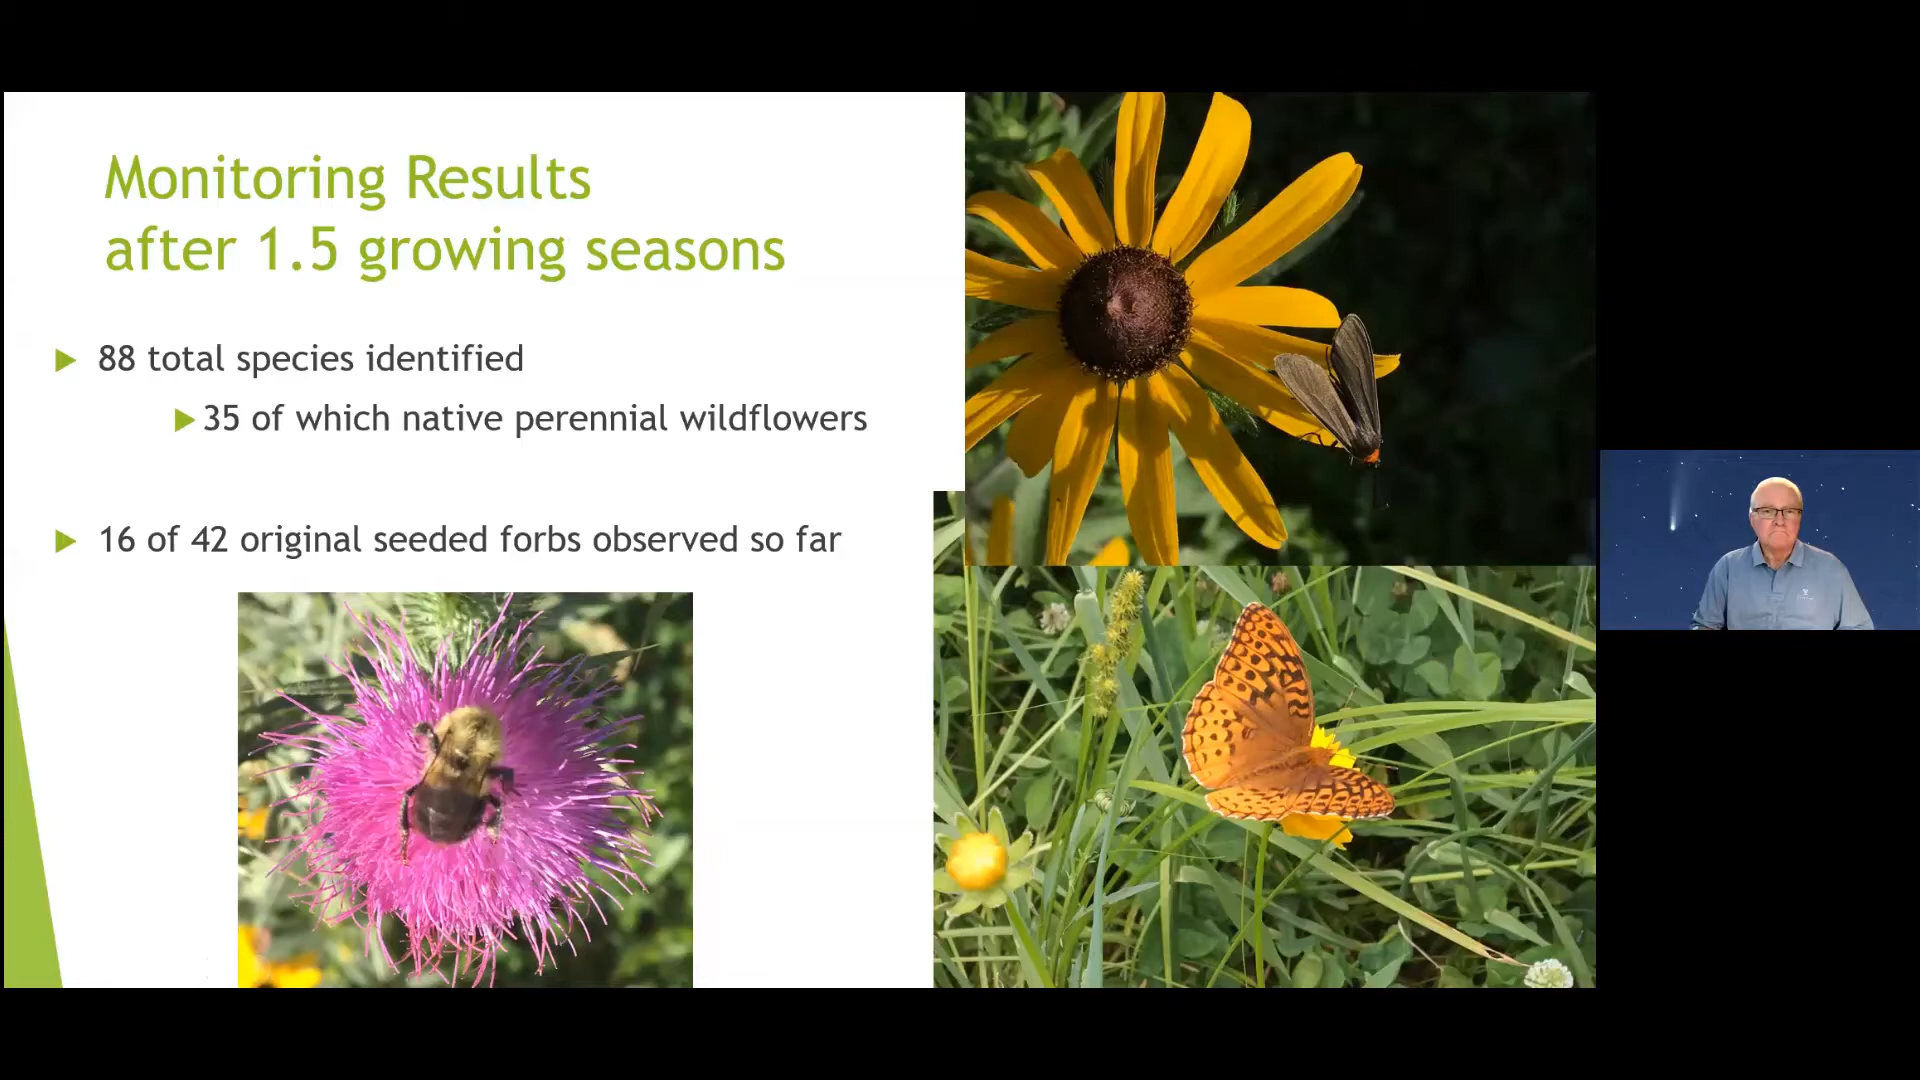 Monitoring Results
after 1.5 growing seasons
88 total species identified
35 of which native perennial wildflowers
16 of 42 original seeded forbs observed so far